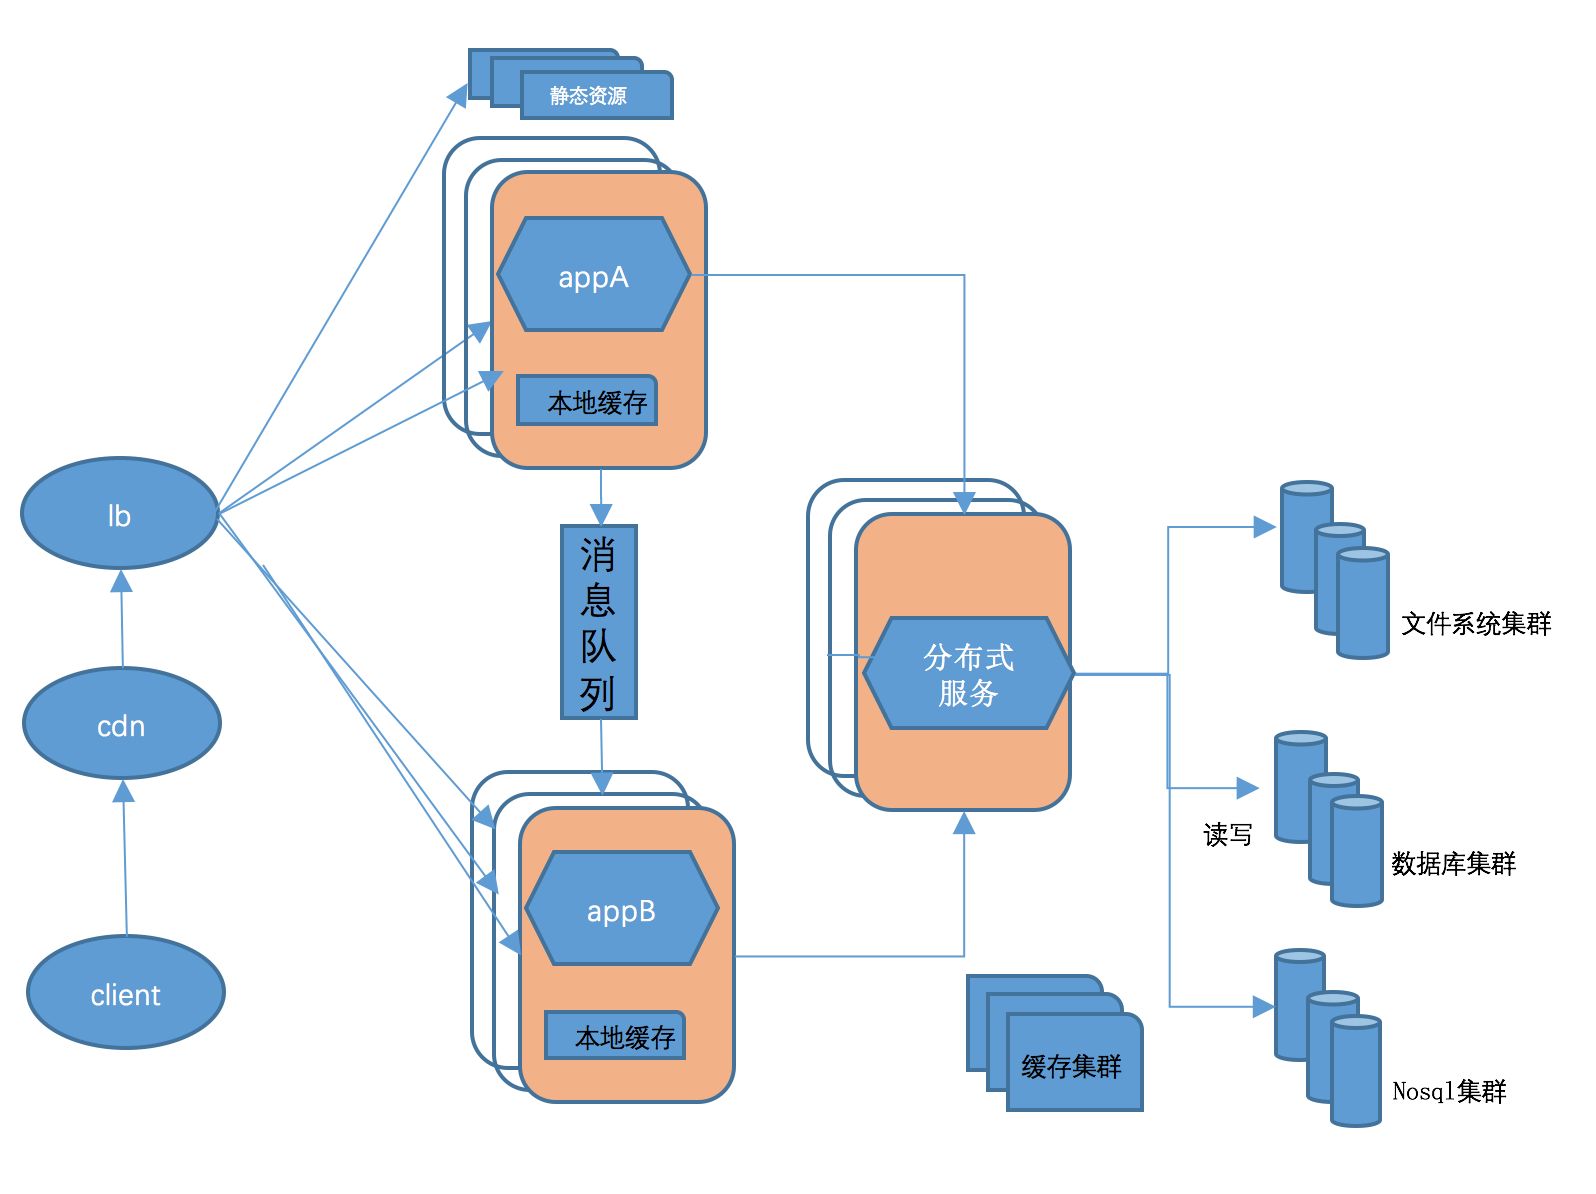 静态资源
appA
本地缓存
lb
消
息
队
列
cdn
client
appB
本地缓存
分布式
服务
缓存集群
文件系统集群
读写
数据库集群
Nosql集群